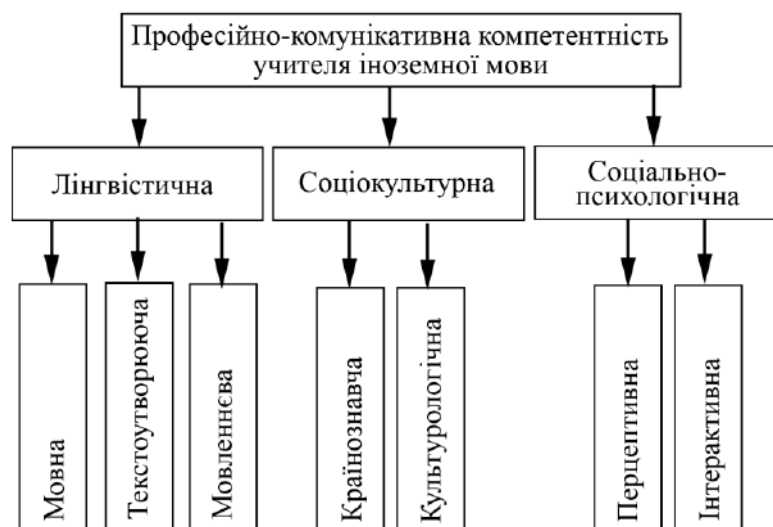 Професійно-комунікативна компетентність
учителя іноземної мови
Лінгвістична
Соціокультурна
Соціально-
психологічна
Мовна
Текстоутворююча
Мовленнєва
Країнознавча
Культурологічна
Перцептивна
Інтерактивна